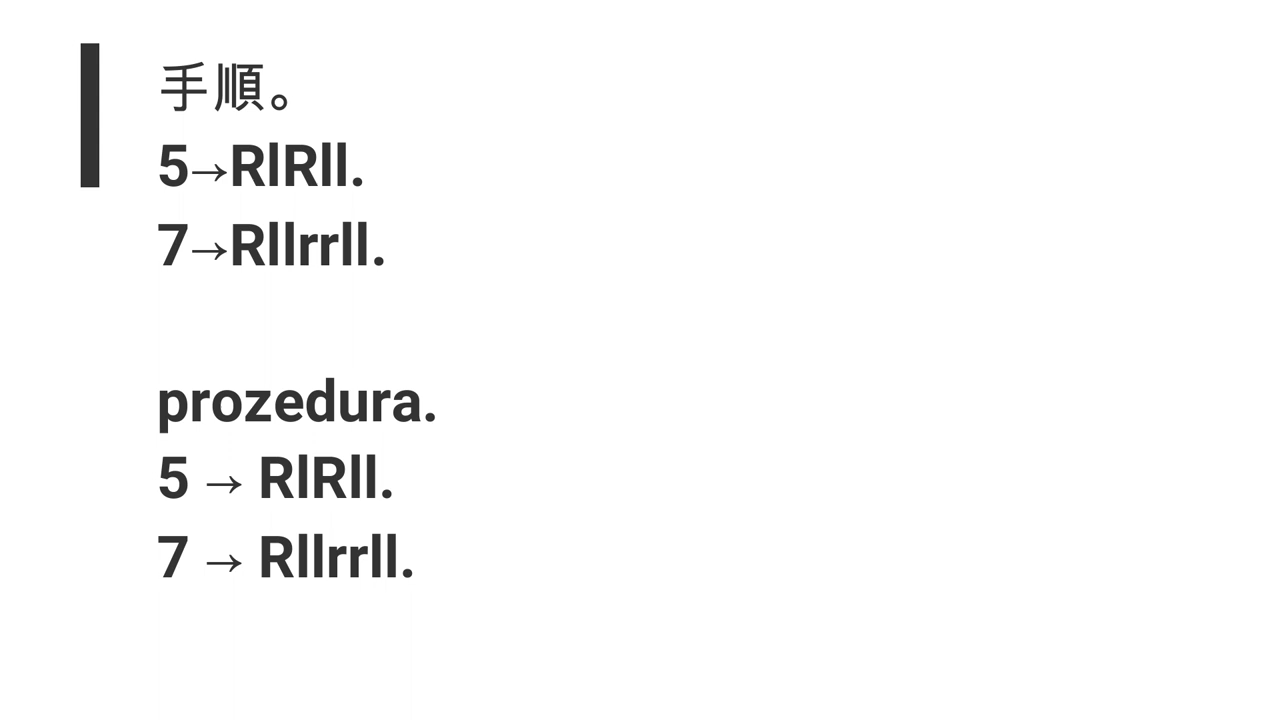 手順。
5→RlRll.
7→Rllrrll.
prozedura.
5 → RlRll.
7 → Rllrrll.